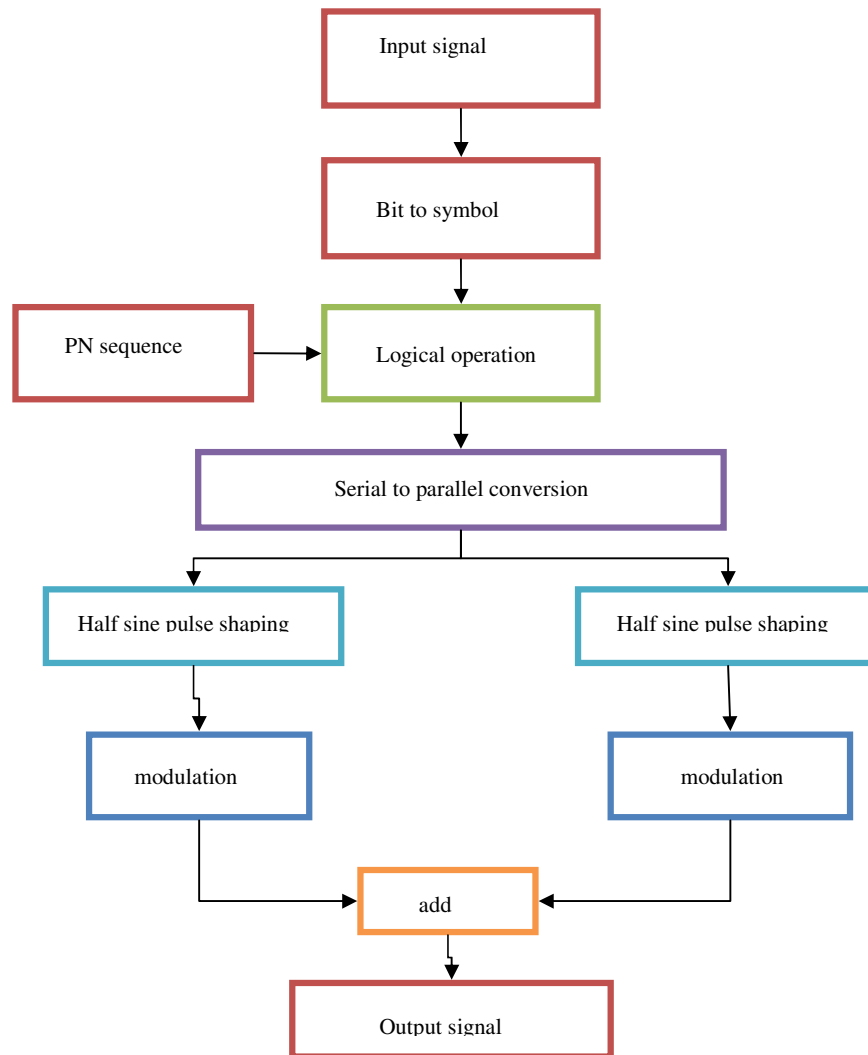 Input signal
Bit to symbol
PN sequence
Logical operation
Serial to parallel conversion
Half sine pulse shaping
Half sine pulse shaping
modulation
modulation
add
Output signal